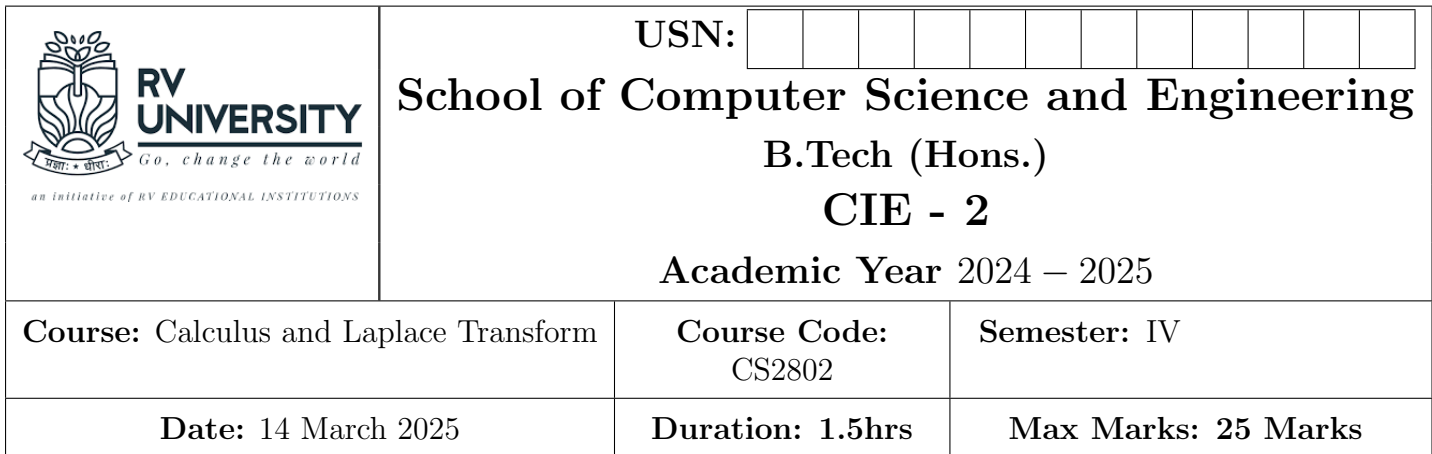 USN:
RV
UNIVERSITY
Go, change the world
प्रज्ञाः ★ धीराः
an initiative of RV EDUCATIONAL INSTITUTIONS
School of Computer Science and Engineering
B.Tech (Hons.)
CIE - 2
Academic Year 2024 – 2025
Course: Calculus and Laplace Transform
Course Code:
CS2802
Semester: IV
Date: 14 March 2025
Duration: 1.5hrs
Max Marks: 25 Marks